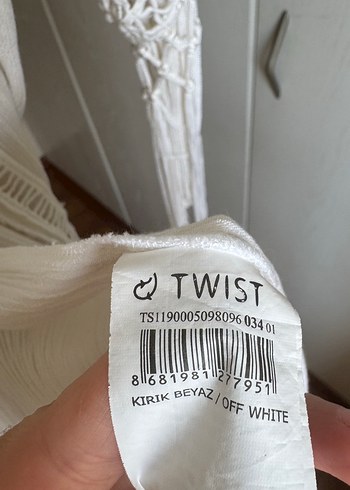 TWIST
TS1190005098096 034 01
8 681981 277951
KIRIK BEYAZ / OFF WHITE